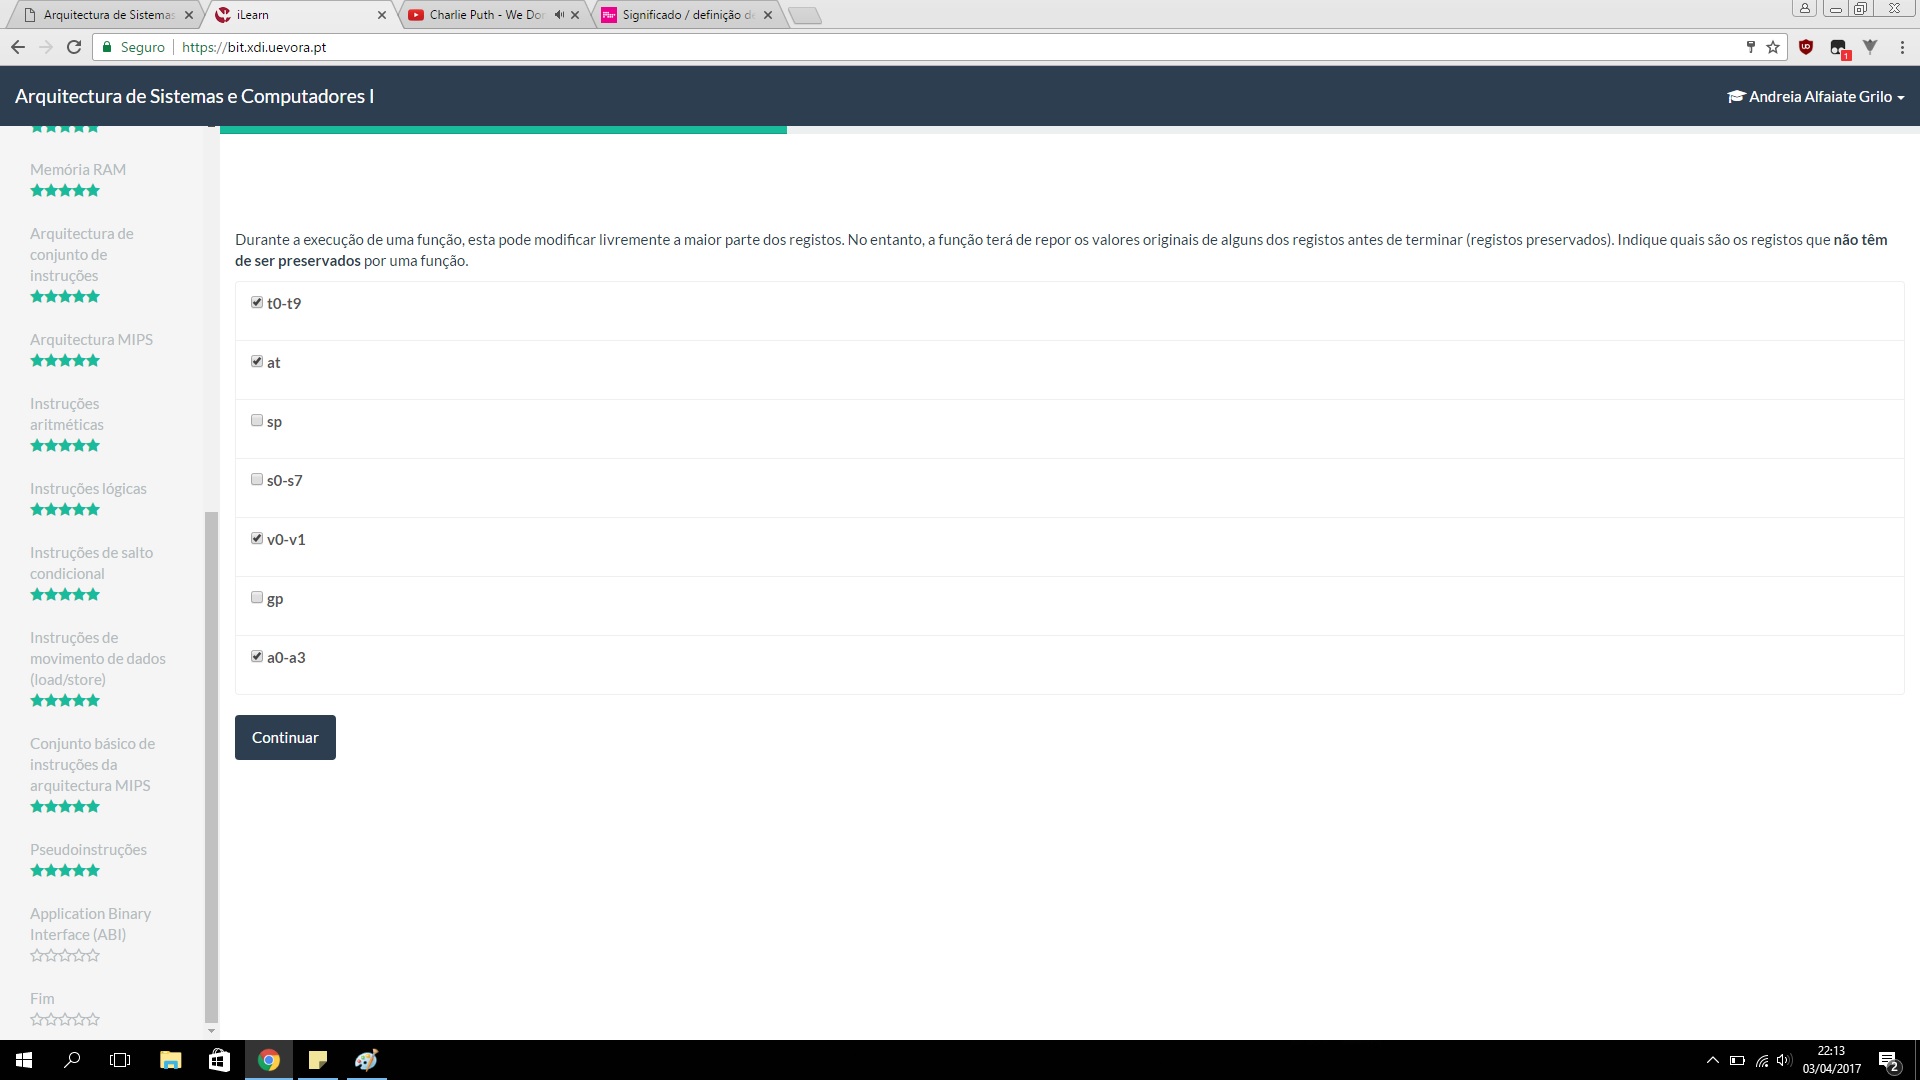 Arquitectura de Sistemas
iLearn
Charlie Puth - We Don
Significado / definição de
Seguro
https://bit.xdi.uevora.pt
1
Arquitectura de Sistemas e Computadores I
Andreia Alfaiate Grilo
Memória RAM
Arquitectura de
conjunto de
instruções
Arquitectura MIPS
Instruções
aritméticas
Instruções lógicas
Instruções de salto
condicional
Instruções de
movimento de dados
(load/store)
Conjunto básico de
instruções da
arquitectura MIPS
Pseudoinstruções
Application Binary
Interface (ABI)
Fim
Durante a execução de uma função, esta pode modificar livremente a maior parte dos registos. No entanto, a função terá de repor os valores originais de alguns dos registos antes de terminar (registos preservados). Indique quais são os registos que não têm
de ser preservados por uma função.
t0-t9
at
sp
s0-s7
v0-v1
gp
a0-a3
Continuar
22:13
03/04/2017
2